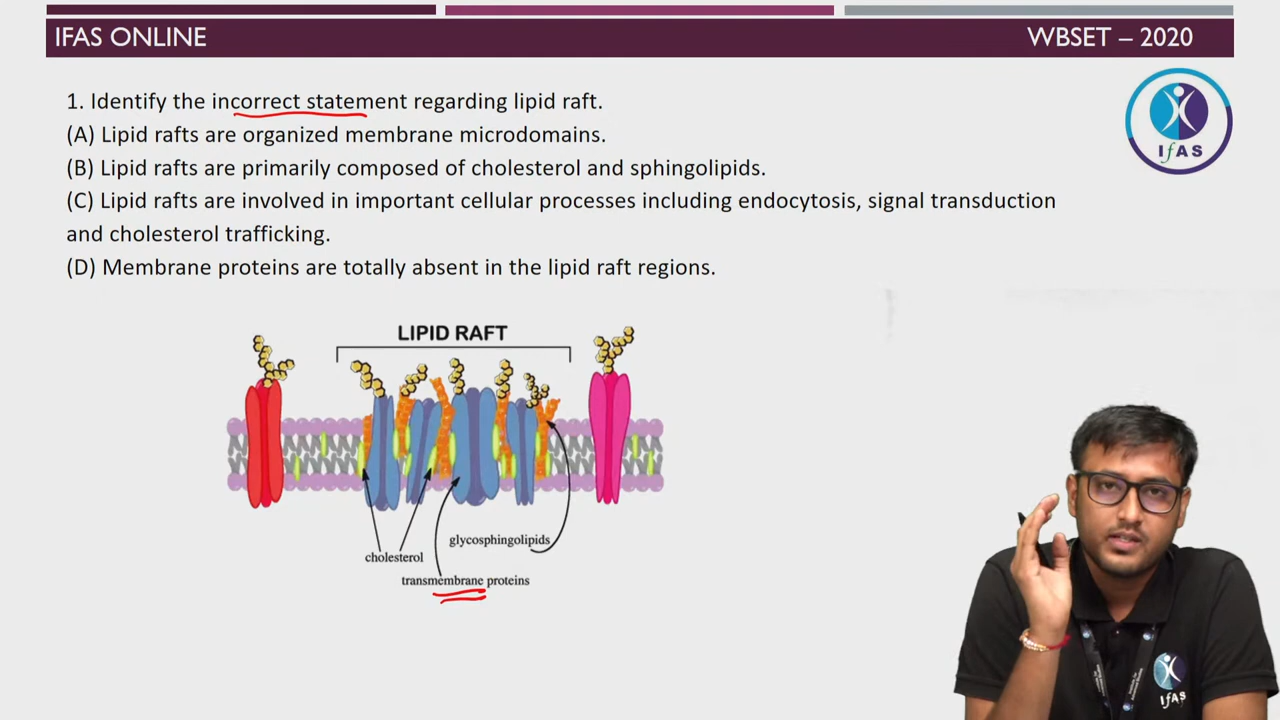 IFAS ONLINE
WBSET – 2020
1. Identify the incorrect statement regarding lipid raft.
(A) Lipid rafts are organized membrane microdomains.
(B) Lipid rafts are primarily composed of cholesterol and sphingolipids.
(C) Lipid rafts are involved in important cellular processes including endocytosis, signal transduction
and cholesterol trafficking.
(D) Membrane proteins are totally absent in the lipid raft regions.
IfAS
LIPID RAFT
glycosphingolipids
cholesterol
transmembrane proteins
IfAS